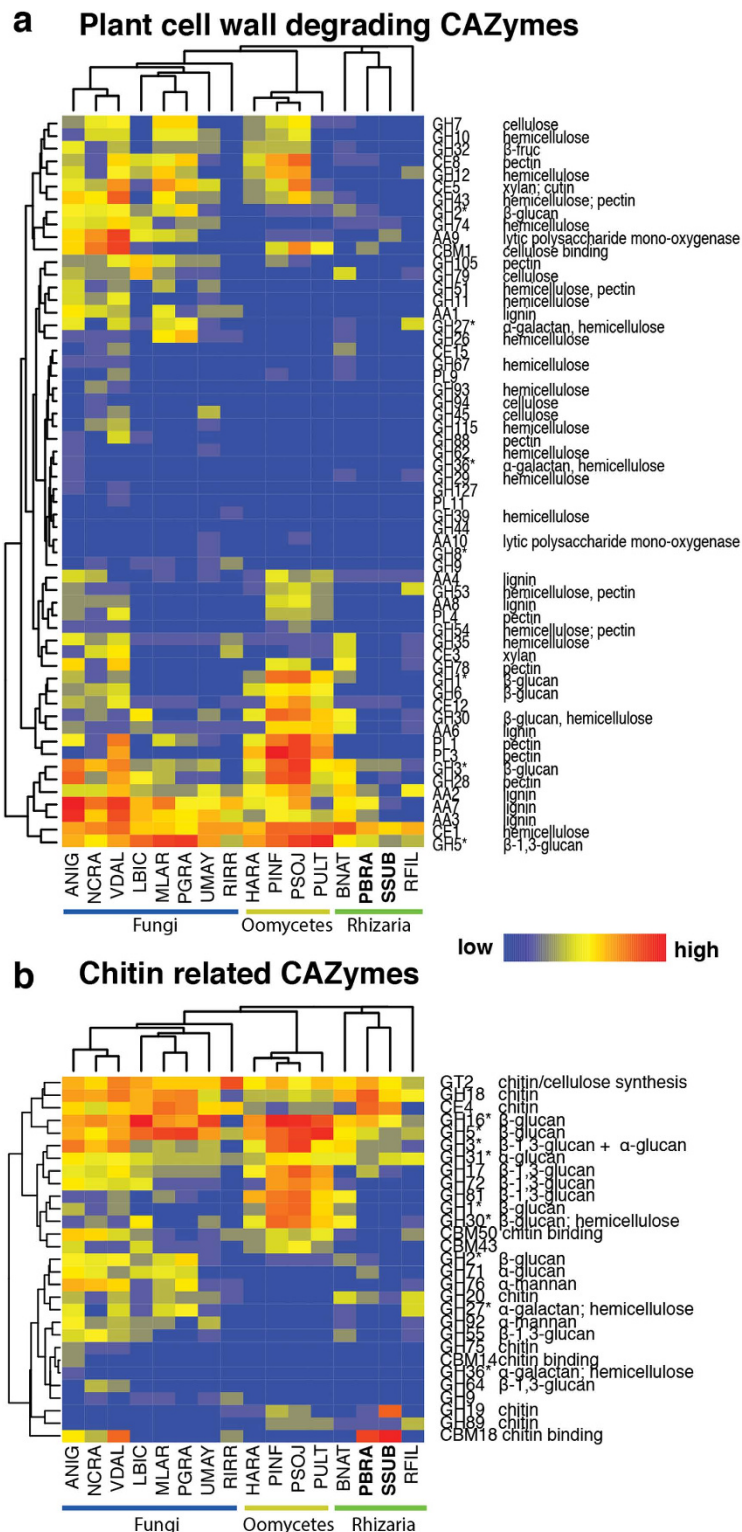 a Plant cell wall degrading CAZymes
GH7 cellulose
GH10 hemicellulose
GH32 β-fruc
CE8 pectin
GH12 hemicellulose
CE5 xylan; cutin
GH43 hemicellulose; pectin
GH2* β-glucan
GH74 hemicellulose
AA9 lytic polysaccharide mono-oxygenase
CBM1 cellulose binding
GH105 pectin
GH79 cellulose
GH51 hemicellulose, pectin
GH11 hemicellulose
AA1 lignin
GH27* α-galactan, hemicellulose
GH26 hemicellulose
CE15
GH67 hemicellulose
PL9
GH93 hemicellulose
GH94 cellulose
GH45 cellulose
GH115 hemicellulose
GH88 pectin
GH62 hemicellulose
GH36* α-galactan, hemicellulose
GH29 hemicellulose
GH127
PL11
GH39 hemicellulose
GH44
AA10 lytic polysaccharide mono-oxygenase
GH8*
GH9
AA4 lignin
GH53 hemicellulose, pectin
AA8 lignin
PL4 pectin
GH54 hemicellulose; pectin
GH35 hemicellulose
CE3 xylan
GH78 pectin
GH1* β-glucan
GH6 β-glucan
CE12
GH30 β-glucan, hemicellulose
AA6 lignin
PL1 pectin
PL3 pectin
GH3* β-glucan
GH28 pectin
AA2 lignin
AA7 lignin
AA3 lignin
CE1 hemicellulose
GH5* β-1,3-glucan
ANIG NCRA VDAL LBIC MLAR PGRA UMAY RIRR HARA PINF PSOJ PULT BNAT PBRA SSUB RFIL
Fungi Oomycetes Rhizaria
low high
b Chitin related CAZymes
GT2 chitin/cellulose synthesis
GH18 chitin
CE4 chitin
GH16* β-glucan
GH5* β-glucan
GH3* β-1,3-glucan + α-glucan
GH31* α-glucan
GH17 β-1,3-glucan
GH72 β-1,3-glucan
GH81 β-1,3-glucan
GH1* β-glucan
GH30* β-glucan; hemicellulose
CBM50 chitin binding
CBM43
GH2* β-glucan
GH71 α-glucan
GH76 α-mannan
GH20 chitin
GH27* α-galactan; hemicellulose
GH92 α-mannan
GH55 β-1,3-glucan
GH75 chitin
CBM14 chitin binding
GH36* α-galactan; hemicellulose
GH64 β-1,3-glucan
GH9
GH19 chitin
GH89 chitin
CBM18 chitin binding
ANIG NCRA VDAL LBIC MLAR PGRA UMAY RIRR HARA PINF PSOJ PULT BNAT PBRA SSUB RFIL
Fungi Oomycetes Rhizaria